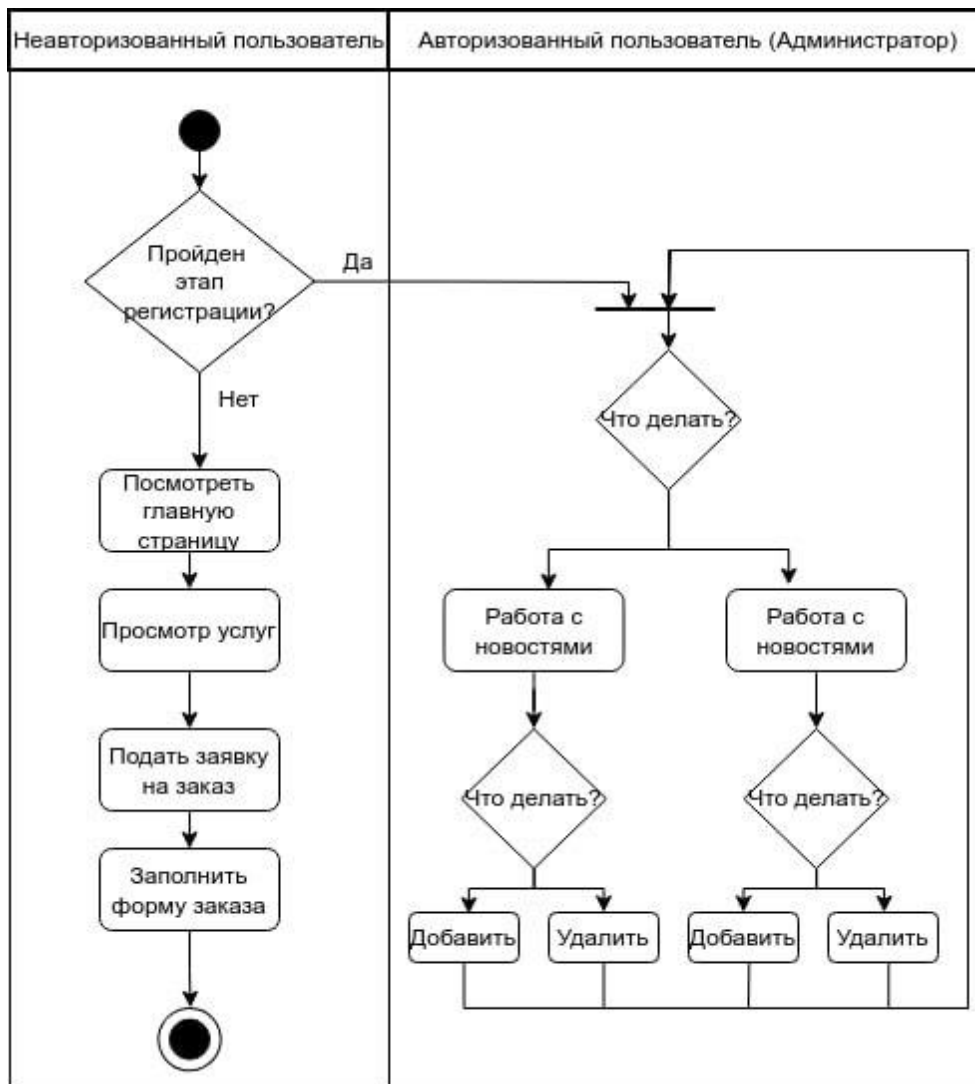 Неавторизованный пользователь
Авторизованный пользователь (Администратор)
Пройден
этап
регистрации?
Да
Нет
Что делать?
Посмотреть
главную
страницу
Просмотр услуг
Работа с
новостями
Работа с
новостями
Подать заявку
на заказ
Что делать?
Что делать?
Заполнить
форму заказа
Добавить
Удалить
Добавить
Удалить